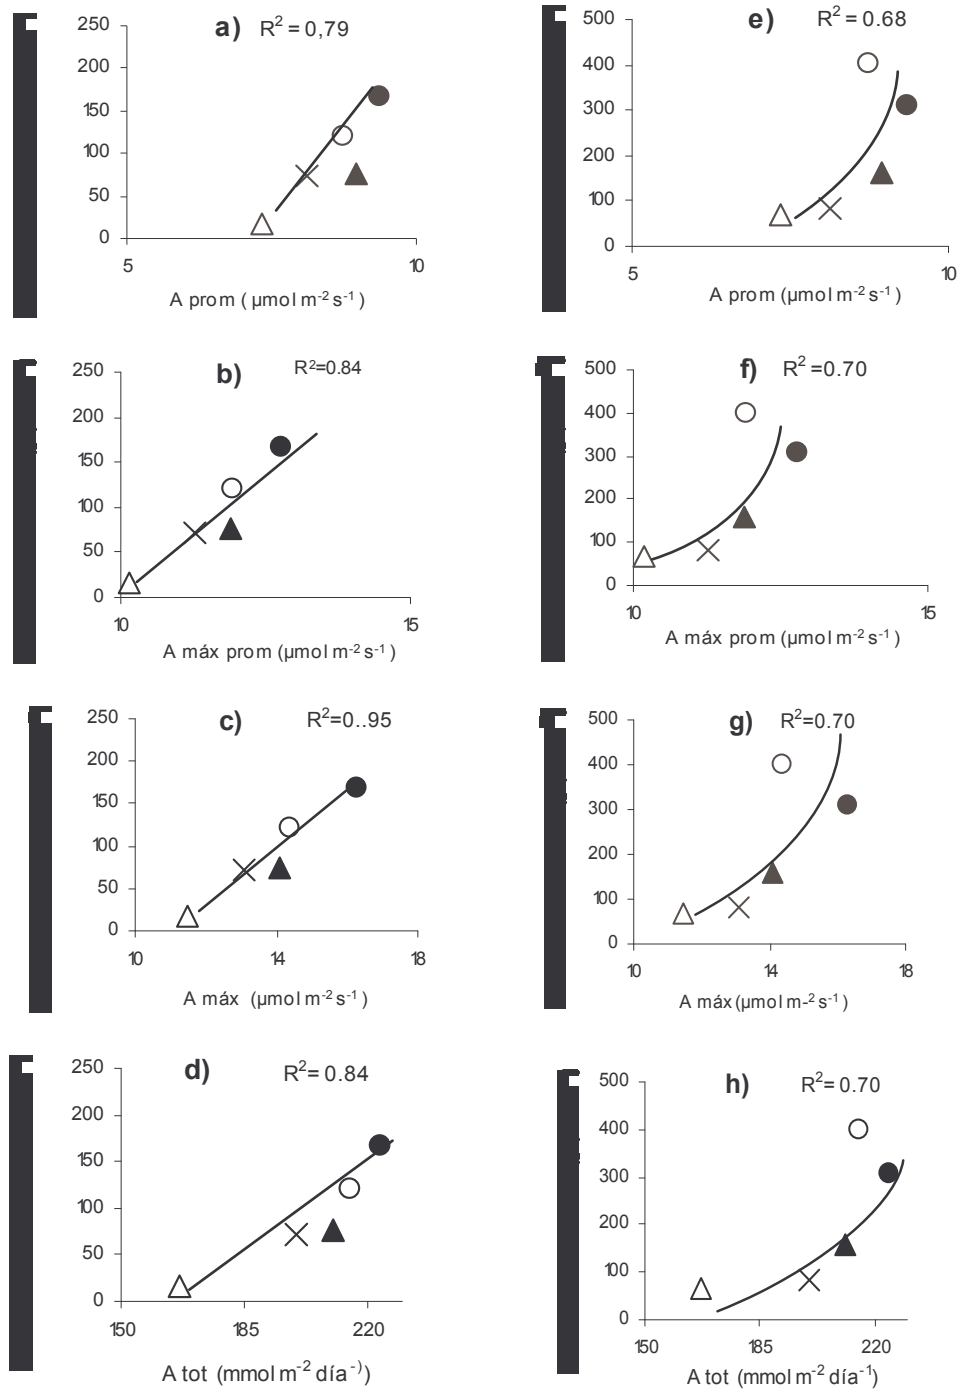 a) R² = 0,79
250
200
150
100
50
0
5 10
A prom ( µmol m⁻² s⁻¹ )
e) R² = 0.68
500
400
300
200
100
0
5 10
A prom (µmol m⁻² s⁻¹ )
b) R²=0.84
250
200
150
100
50
0
10 15
A máx prom (µmol m⁻² s⁻¹ )
f) R² =0.70
500
400
300
200
100
0
10 15
A máx prom (µmol m⁻² s⁻¹ )
c) R²=0..95
250
200
150
100
50
0
10 14 18
A máx (µmol m⁻² s⁻¹ )
g) R²=0.70
500
400
300
200
100
0
10 14 18
A máx (µmol m-² s⁻¹ )
d) R²= 0.84
250
200
150
100
50
0
150 185 220
A tot (mmol m⁻² día⁻)
h) R²= 0.70
500
400
300
200
100
0
150 185 220
A tot (mmol m⁻² día⁻¹)